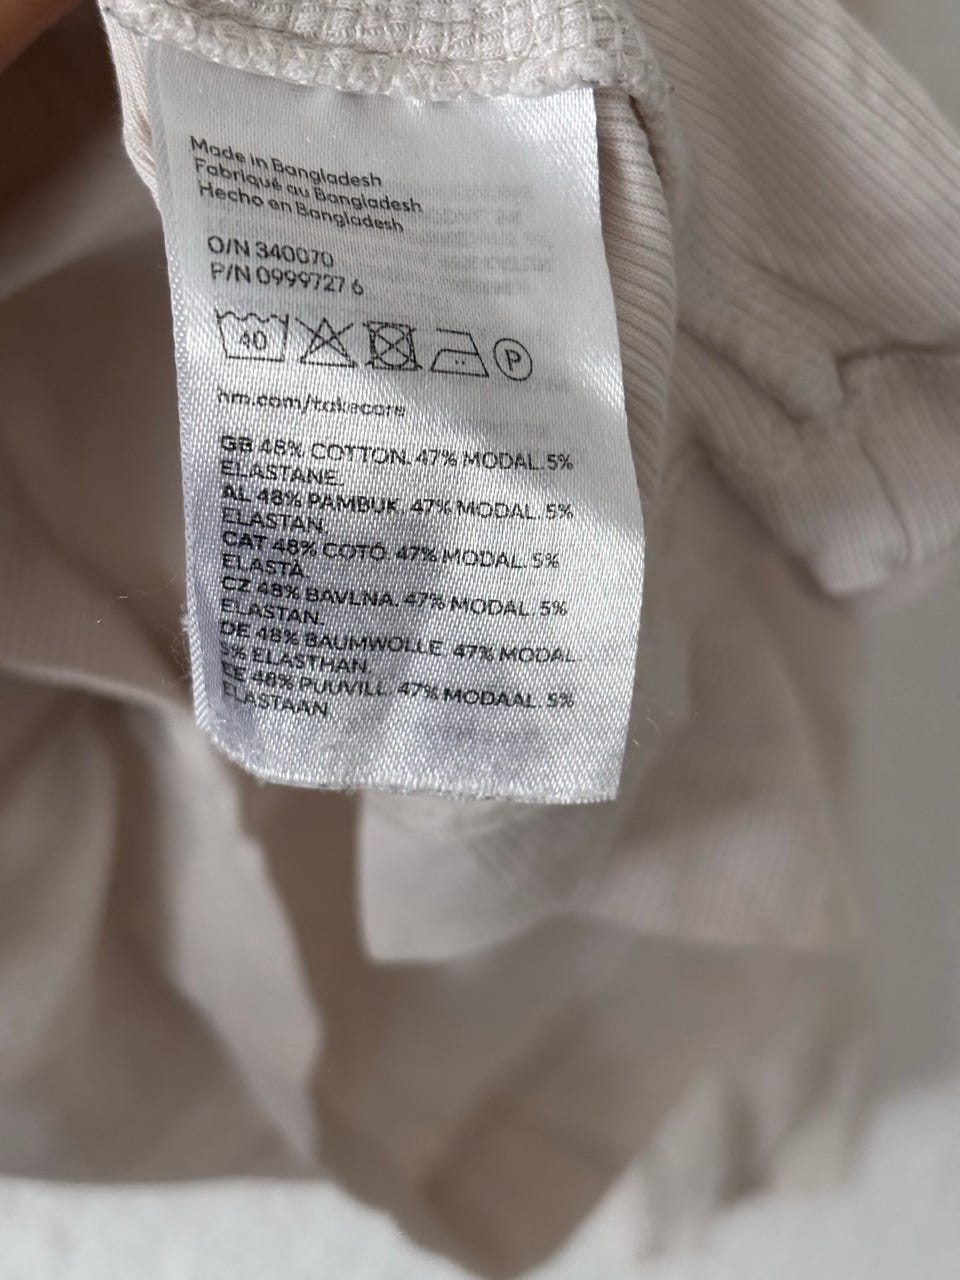 Made in Bangladesh
Fabriqué au Bangladesh
Hecho en Bangladesh
O/N 340070
P/N 0999727 6
40 P
hm.com/takecare
GB 48% COTTON. 47% MODAL. 5%
ELASTANE.
AL 48% PAMBUK. 47% MODAL. 5%
ELASTAN.
CAT 48% COTÓ. 47% MODAL. 5%
ELASTÀ.
CZ 48% BAVLNA. 47% MODAL. 5%
ELASTAN.
DE 48% BAUMWOLLE. 47% MODAL.
5% ELASTHAN.
EE 48% PUUVILL. 47% MODAAL. 5%
ELASTAAN